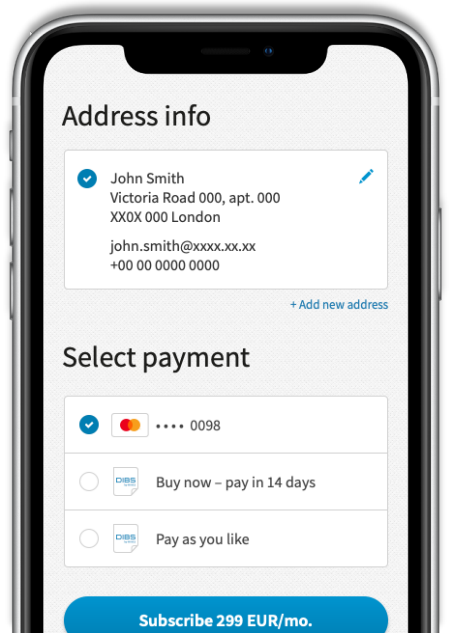 Address info
John Smith
Victoria Road 000, apt. 000
XX0X 000 London
john.smith@xxxx.xx.xx
+00 00 0000 0000
+ Add new address
Select payment
•••• 0098
DIBS
Buy now – pay in 14 days
DIBS
Pay as you like
Subscribe 299 EUR/mo.